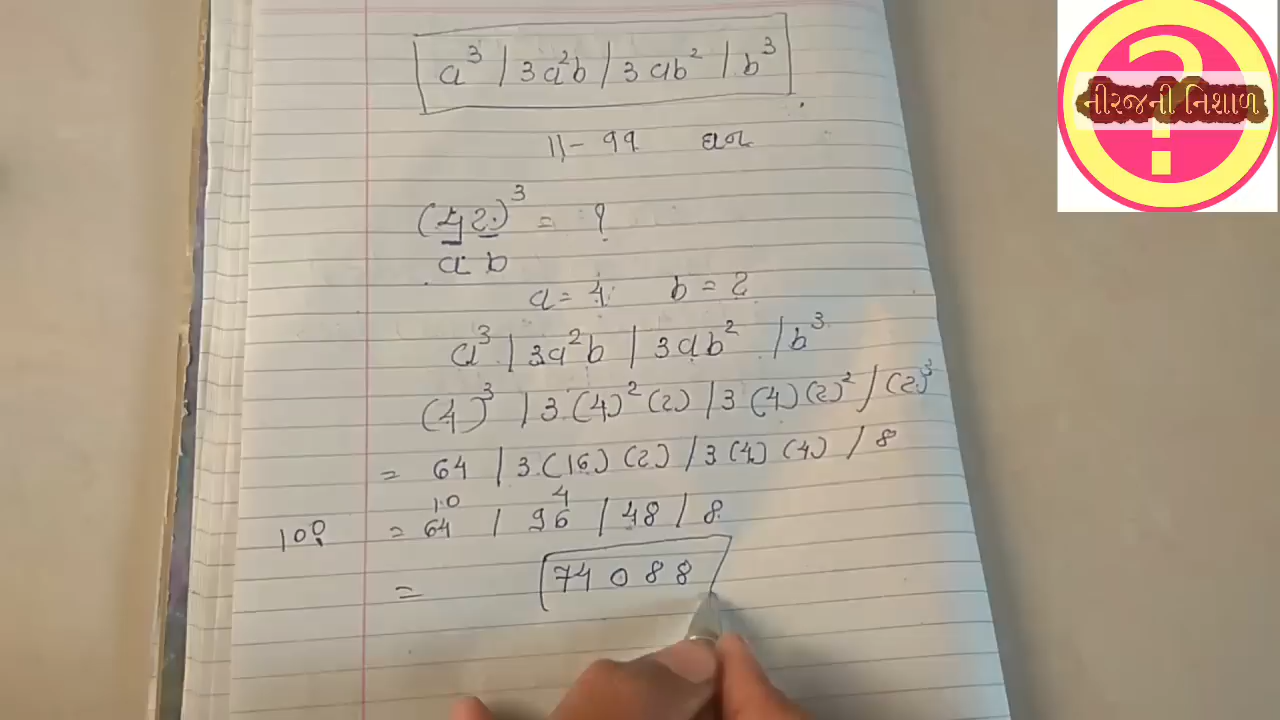 a³ | 3a²b | 3ab² | b³
નીરજની નિશાળ
11 - 99 ઘન
(42)³ = ?
a b
a = 4 b = 2
a³ | 3a²b | 3ab² | b³
(4)³ | 3(4)²(2) | 3(4)(2)² | (2)³
= 64 | 3(16)(2) | 3(4)(4) | 8
10 4
100 = 64 | 96 | 48 | 8
= 74088